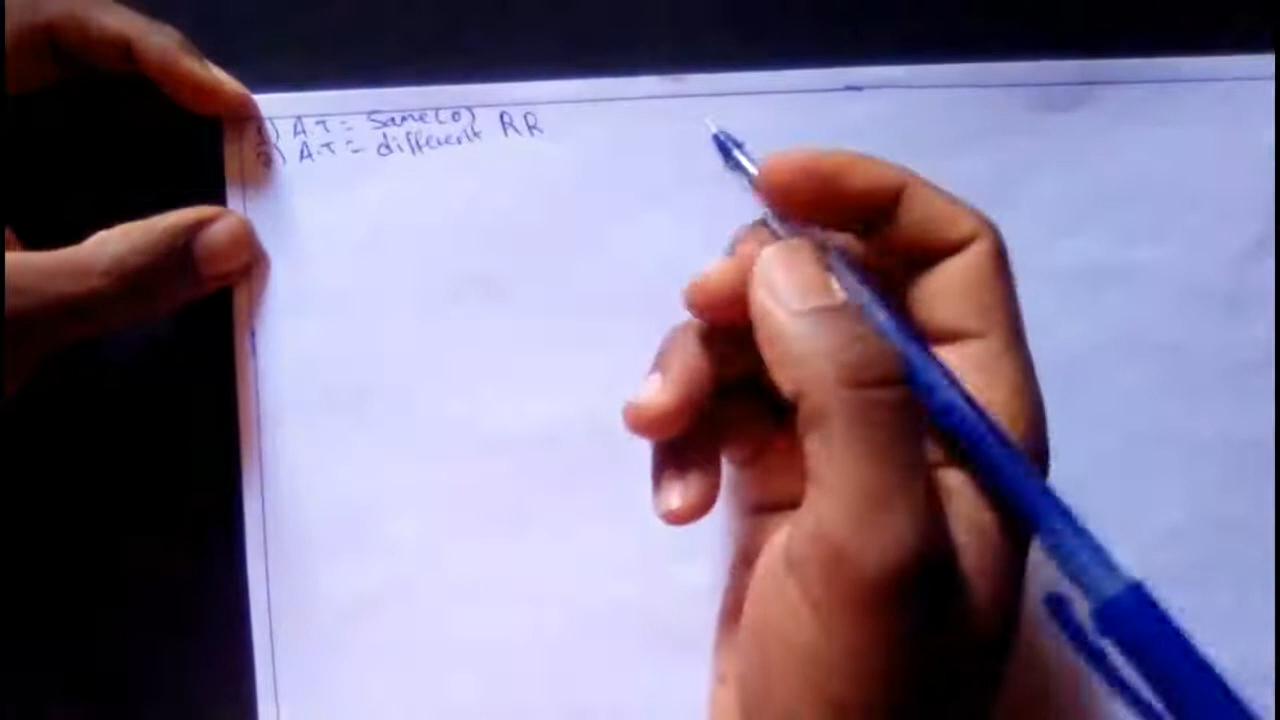 1) A.T = Same(0)
2) A.T = different RR